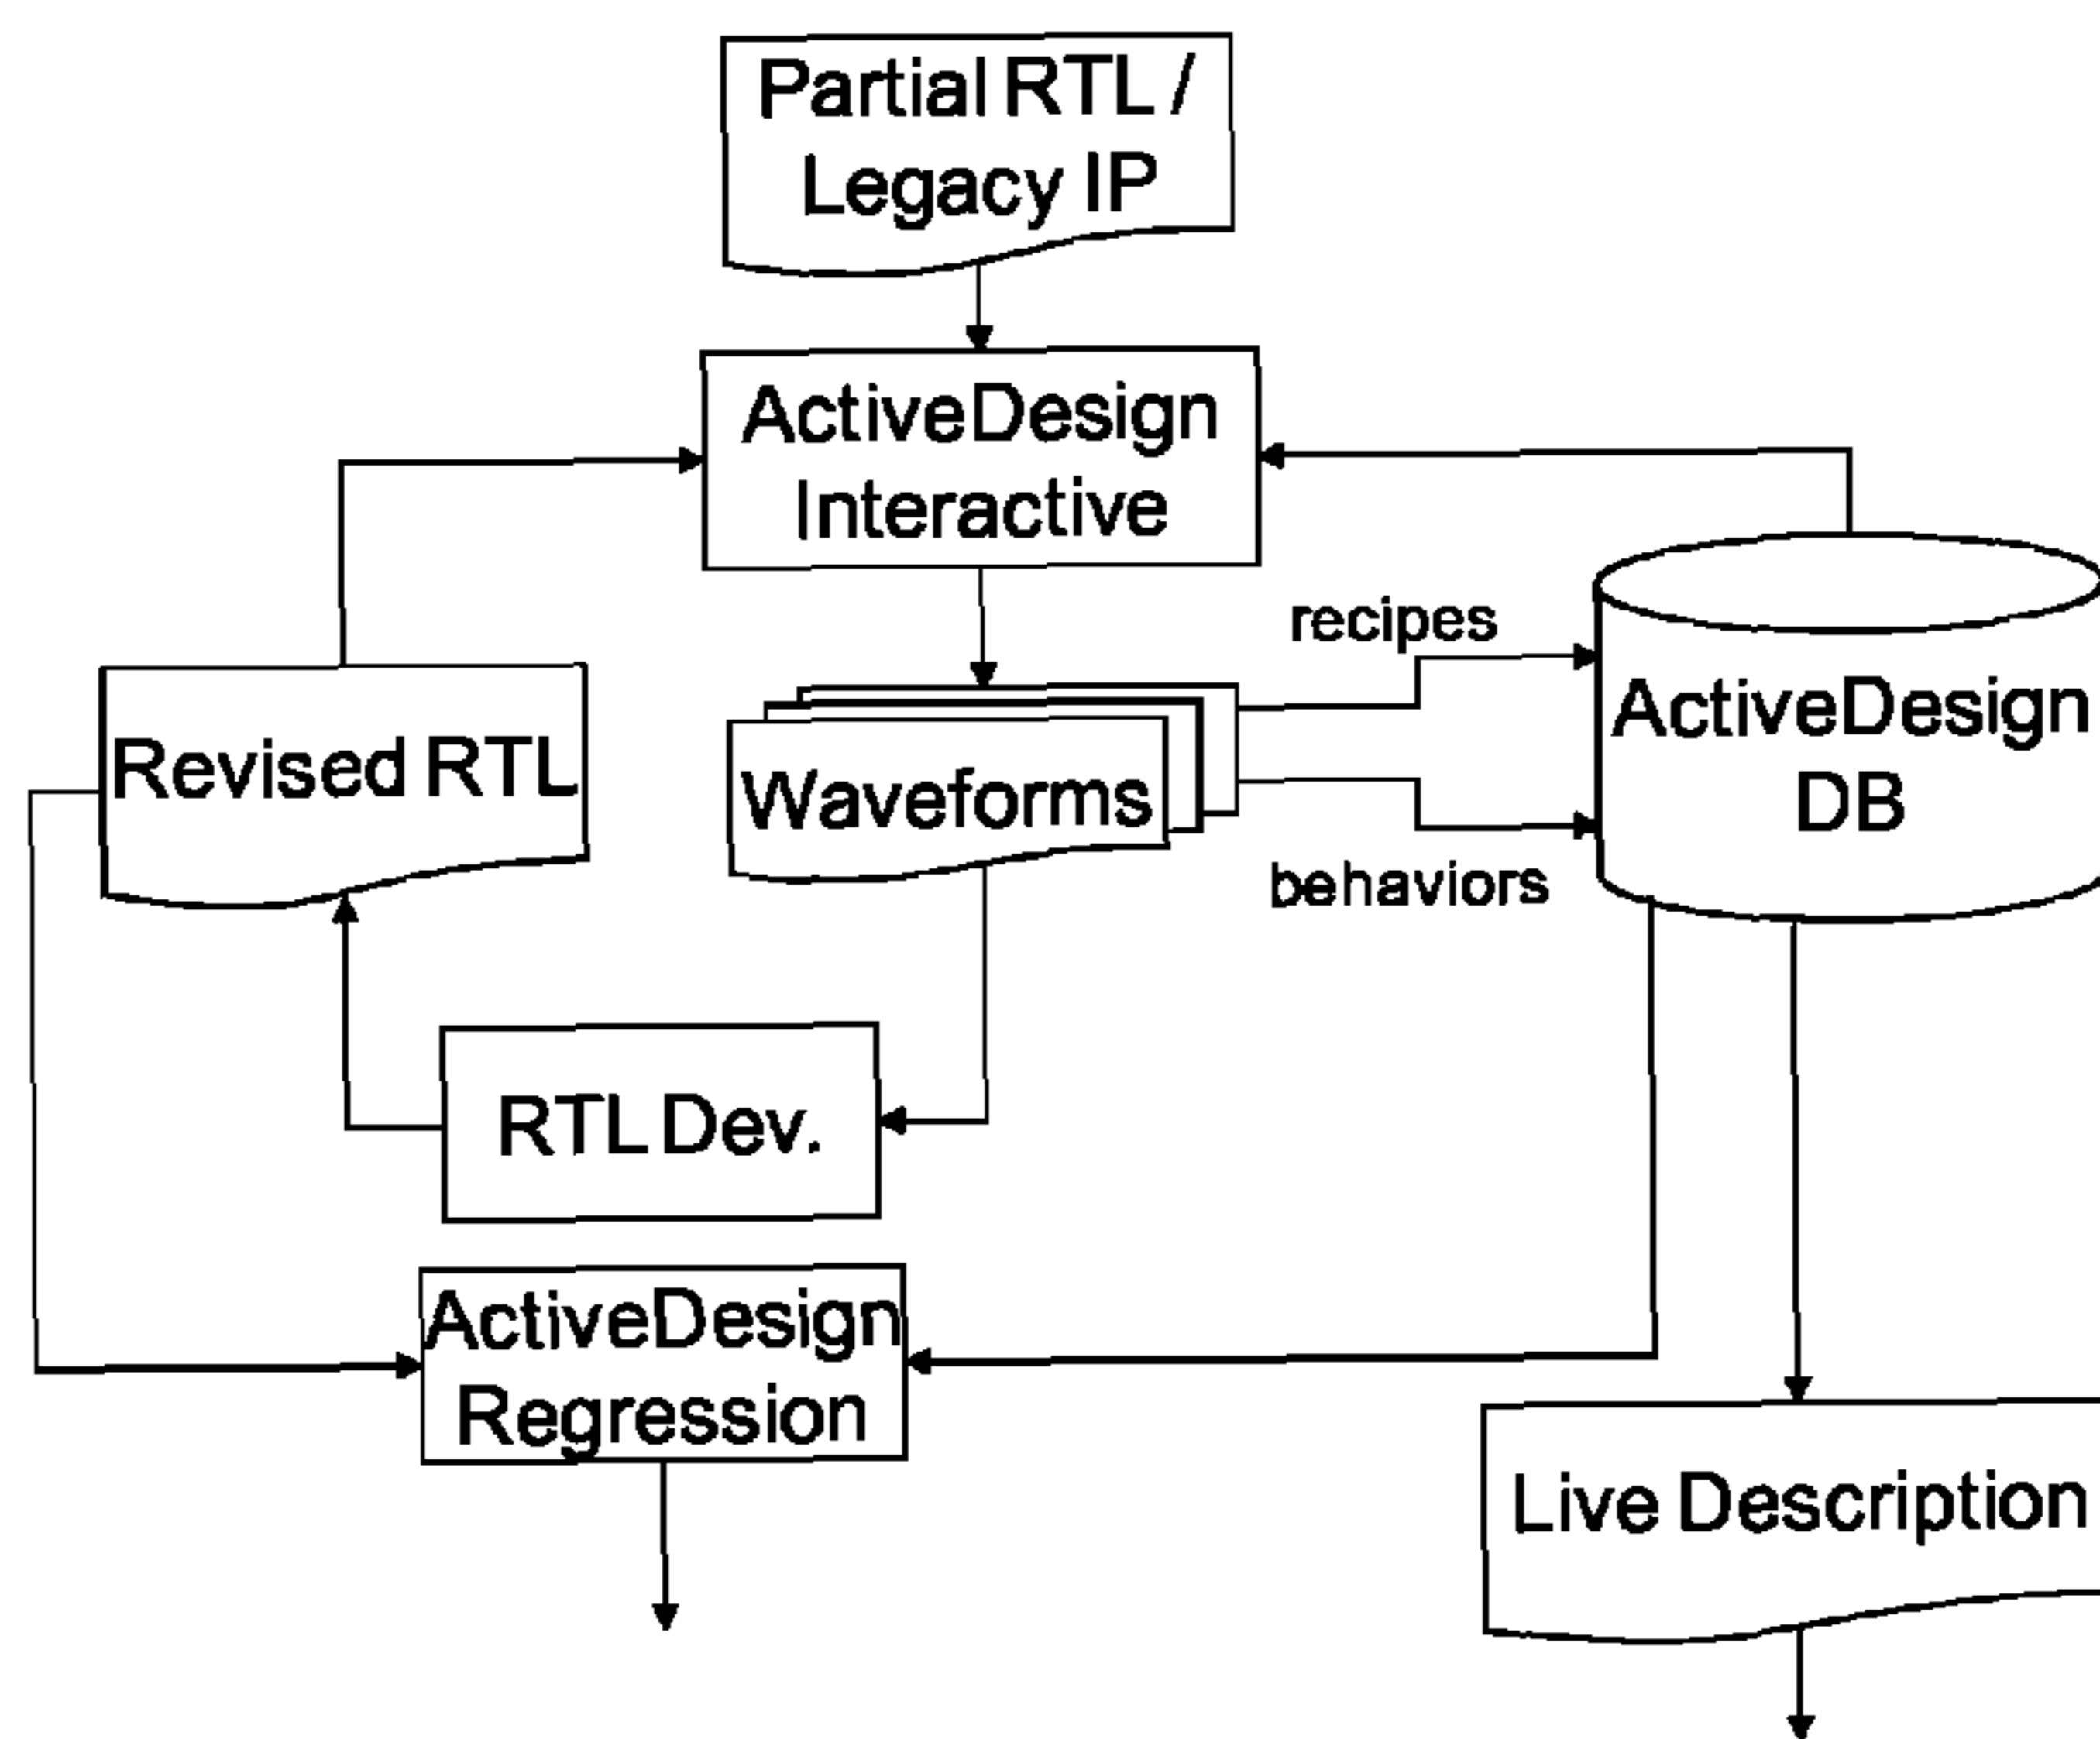 Partial RTL /
Legacy IP
ActiveDesign
Interactive
recipes
ActiveDesign
DB
Revised RTL
Waveforms
behaviors
RTL Dev.
ActiveDesign
Regression
Live Description